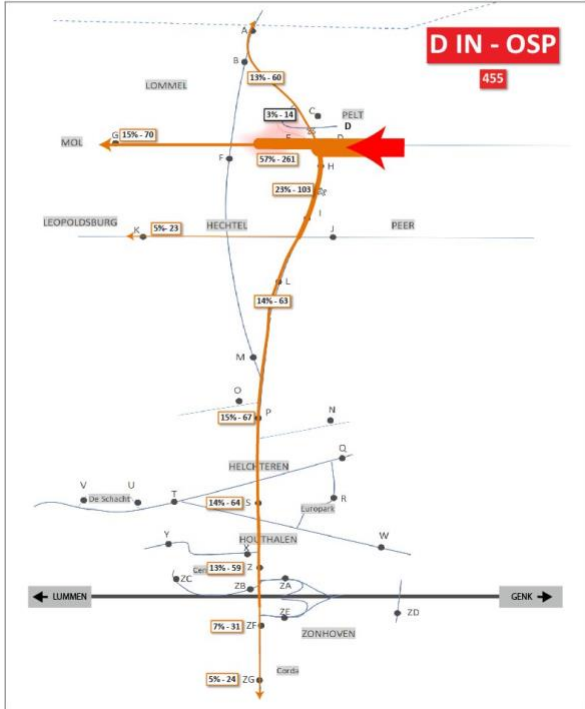 D IN - OSP
455
A
B
13% - 60
LOMMEL
C
3% - 14
PELT
D
G
15% - 70
MOL
F
57% - 261
H
23% - 103
I
LEOPOLDSBURG
K
5% - 23
HECHTEL
J
PEER
L
14% - 63
M
O
15% - 67
P
N
HELCHTEREN
Q
V
U
De Schacht
T
14% - 64
S
R
Europark
HOUTHALEN
Y
X
W
13% - 59
Z
Cen
ZC
ZB
ZA
LUMMEN
GENK
ZE
ZD
7% - 31
ZF
ZONHOVEN
5% - 24
ZG
Corda